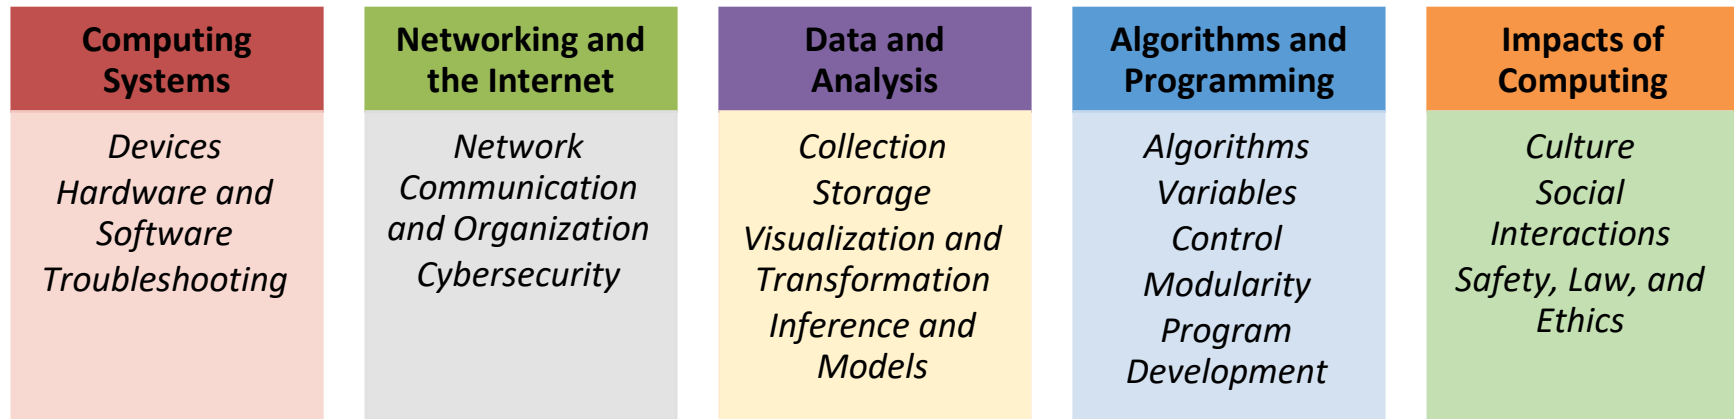 Computing
Systems
Devices
Hardware and
Software
Troubleshooting
Networking and
the Internet
Network
Communication
and Organization
Cybersecurity
Data and
Analysis
Collection
Storage
Visualization and
Transformation
Inference and
Models
Algorithms and
Programming
Algorithms
Variables
Control
Modularity
Program
Development
Impacts of
Computing
Culture
Social
Interactions
Safety, Law, and
Ethics